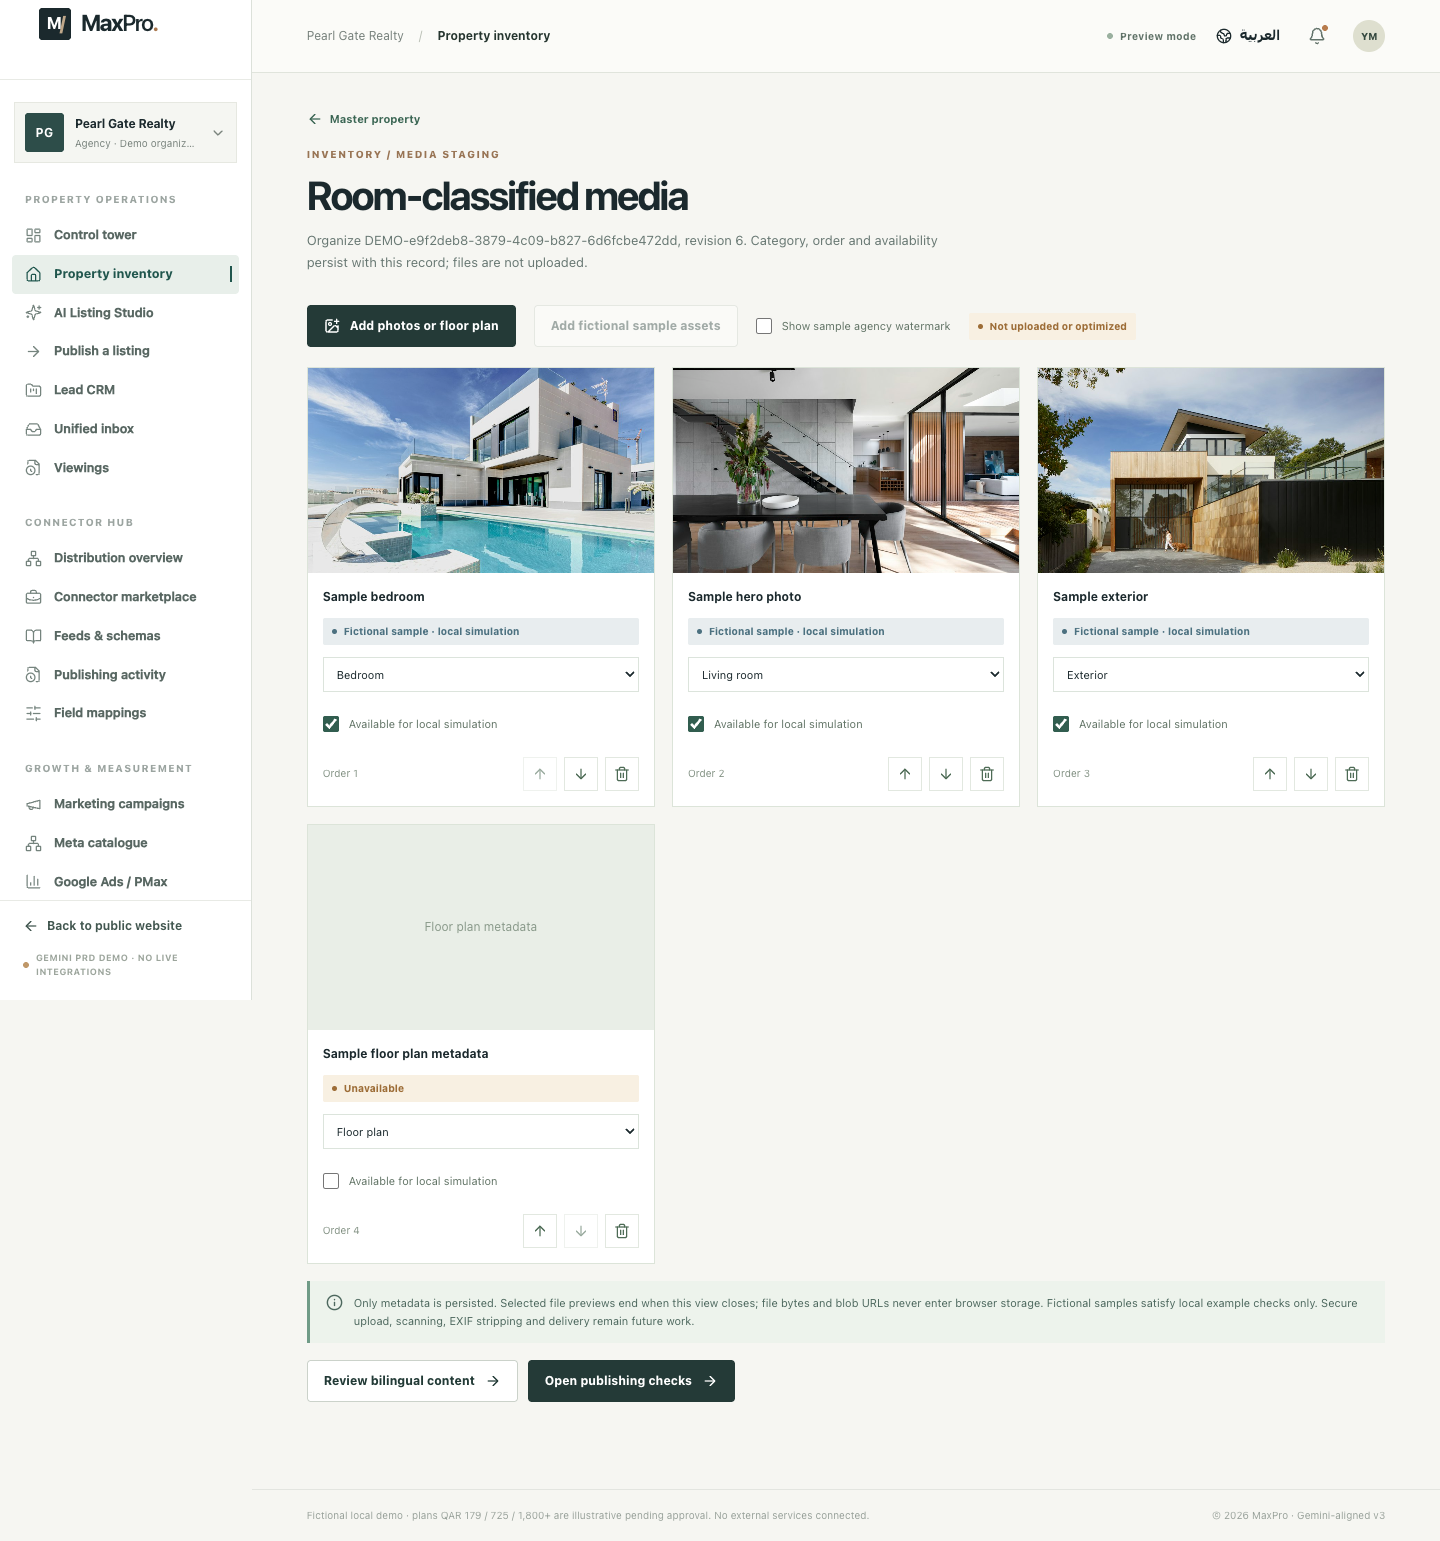 M/ MaxPro.
Pearl Gate Realty / Property inventory
Preview mode
العربية
YM
PG
Pearl Gate Realty
Agency · Demo organiz...
PROPERTY OPERATIONS
Control tower
Property inventory
AI Listing Studio
Publish a listing
Lead CRM
Unified inbox
Viewings
CONNECTOR HUB
Distribution overview
Connector marketplace
Feeds & schemas
Publishing activity
Field mappings
GROWTH & MEASUREMENT
Marketing campaigns
Meta catalogue
Google Ads / PMax
Back to public website
GEMINI PRD DEMO · NO LIVE
INTEGRATIONS
Master property
INVENTORY / MEDIA STAGING
Room-classified media
Organize DEMO-e9f2deb8-3879-4c09-b827-6d6fcbe472dd, revision 6. Category, order and availability
persist with this record; files are not uploaded.
Add photos or floor plan
Add fictional sample assets
Show sample agency watermark
Not uploaded or optimized
Sample bedroom
Fictional sample · local simulation
Bedroom
Available for local simulation
Order 1
Sample hero photo
Fictional sample · local simulation
Living room
Available for local simulation
Order 2
Sample exterior
Fictional sample · local simulation
Exterior
Available for local simulation
Order 3
Floor plan metadata
Sample floor plan metadata
Unavailable
Floor plan
Available for local simulation
Order 4
Only metadata is persisted. Selected file previews end when this view closes; file bytes and blob URLs never enter browser storage. Fictional samples satisfy local example checks only. Secure
upload, scanning, EXIF stripping and delivery remain future work.
Review bilingual content
Open publishing checks
Fictional local demo · plans QAR 179 / 725 / 1,800+ are illustrative pending approval. No external services connected.
© 2026 MaxPro · Gemini-aligned v3